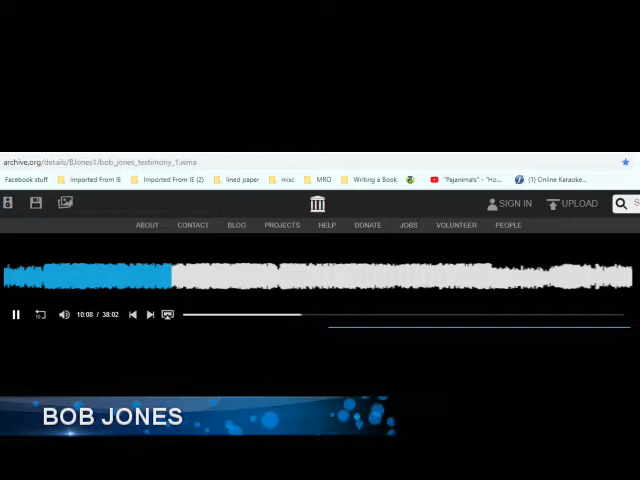 archive.org/details/BJones1/bob_jones_testimony_1.wma
Facebook stuff Imported From IE Imported From IE (2) lined paper misc MRO Writing a Book "Pajanimals" - "Ho... (1) Online Karaoke...
SIGN IN UPLOAD S
ABOUT CONTACT BLOG PROJECTS HELP DONATE JOBS VOLUNTEER PEOPLE
10 10:08 / 38:02
BOB JONES